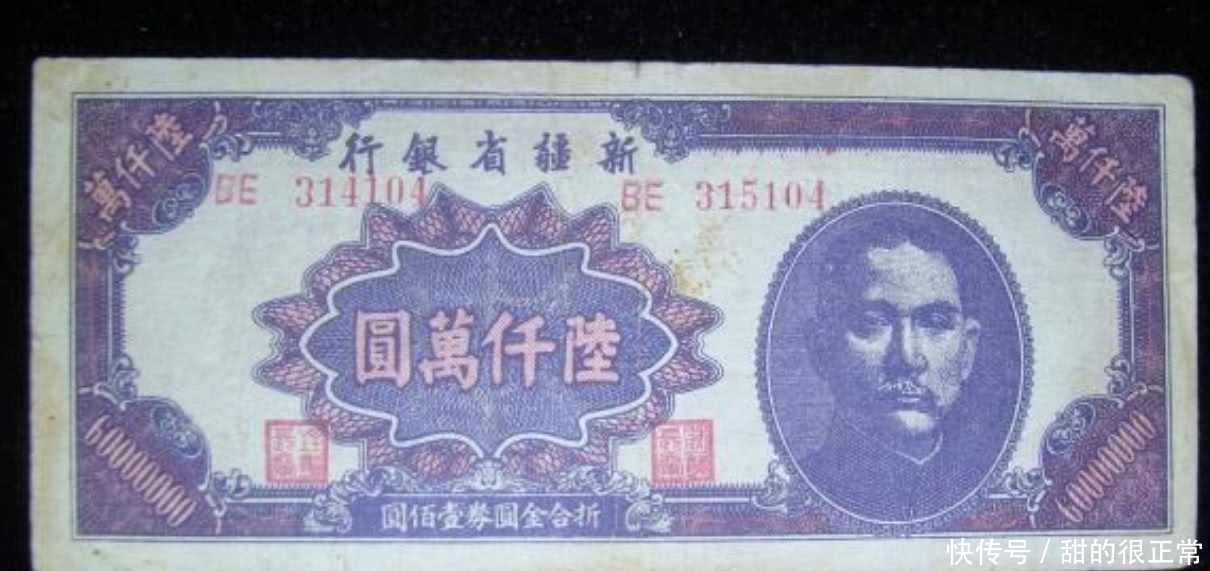 新疆省銀行
陸仟萬
陸仟萬
BE 314104
BE 315104
陸仟萬圓
60000000
60000000
折合金圓券壹佰圓
快传号 / 甜的很正常